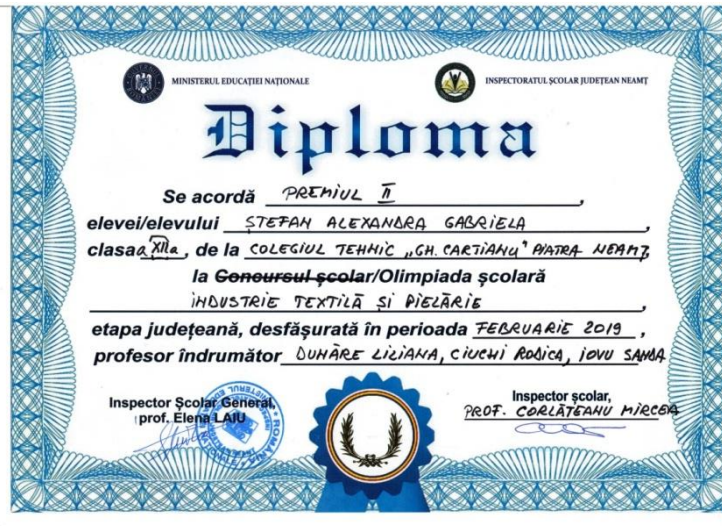 MINISTERUL EDUCAȚIEI NAȚIONALE
INSPECTORATUL ȘCOLAR JUDEȚEAN NEAMȚ
Diploma
Se acordă PREMIUL II,
elevei/elevului ȘTEFAN ALEXANDRA GABRIELA,
clasa a XII a, de la COLEGIUL TEHNIC „GH. CARTIANU" PIATRA NEAMȚ,
la Concursul școlar/Olimpiada școlară
INDUSTRIE TEXTILĂ ȘI PIELĂRIE,
etapa județeană, desfășurată în perioada FEBRUARIE 2019,
profesor îndrumător DUHĂRE LILIANA, CIUCHI RODICA, IOVU SANDA
Inspector Școlar General,
prof. Elena LAIU
Inspector școlar,
PROF. CORLĂTEANU MIRCEA